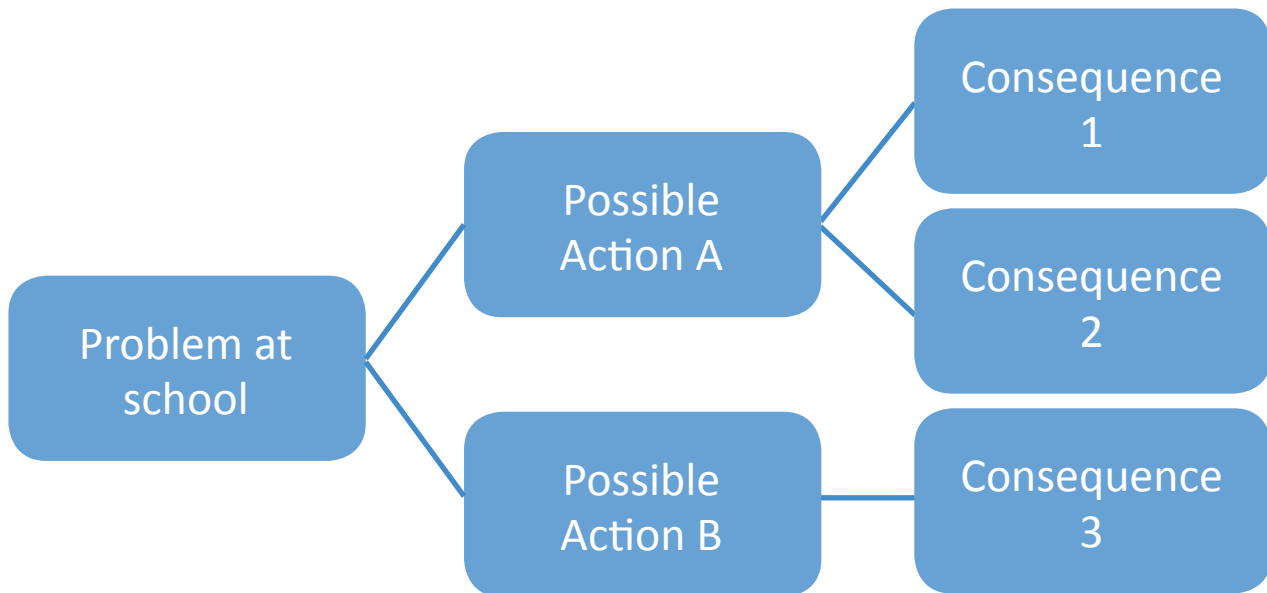 Problem at
school
Possible
Action A
Consequence
1
Consequence
2
Possible
Action B
Consequence
3